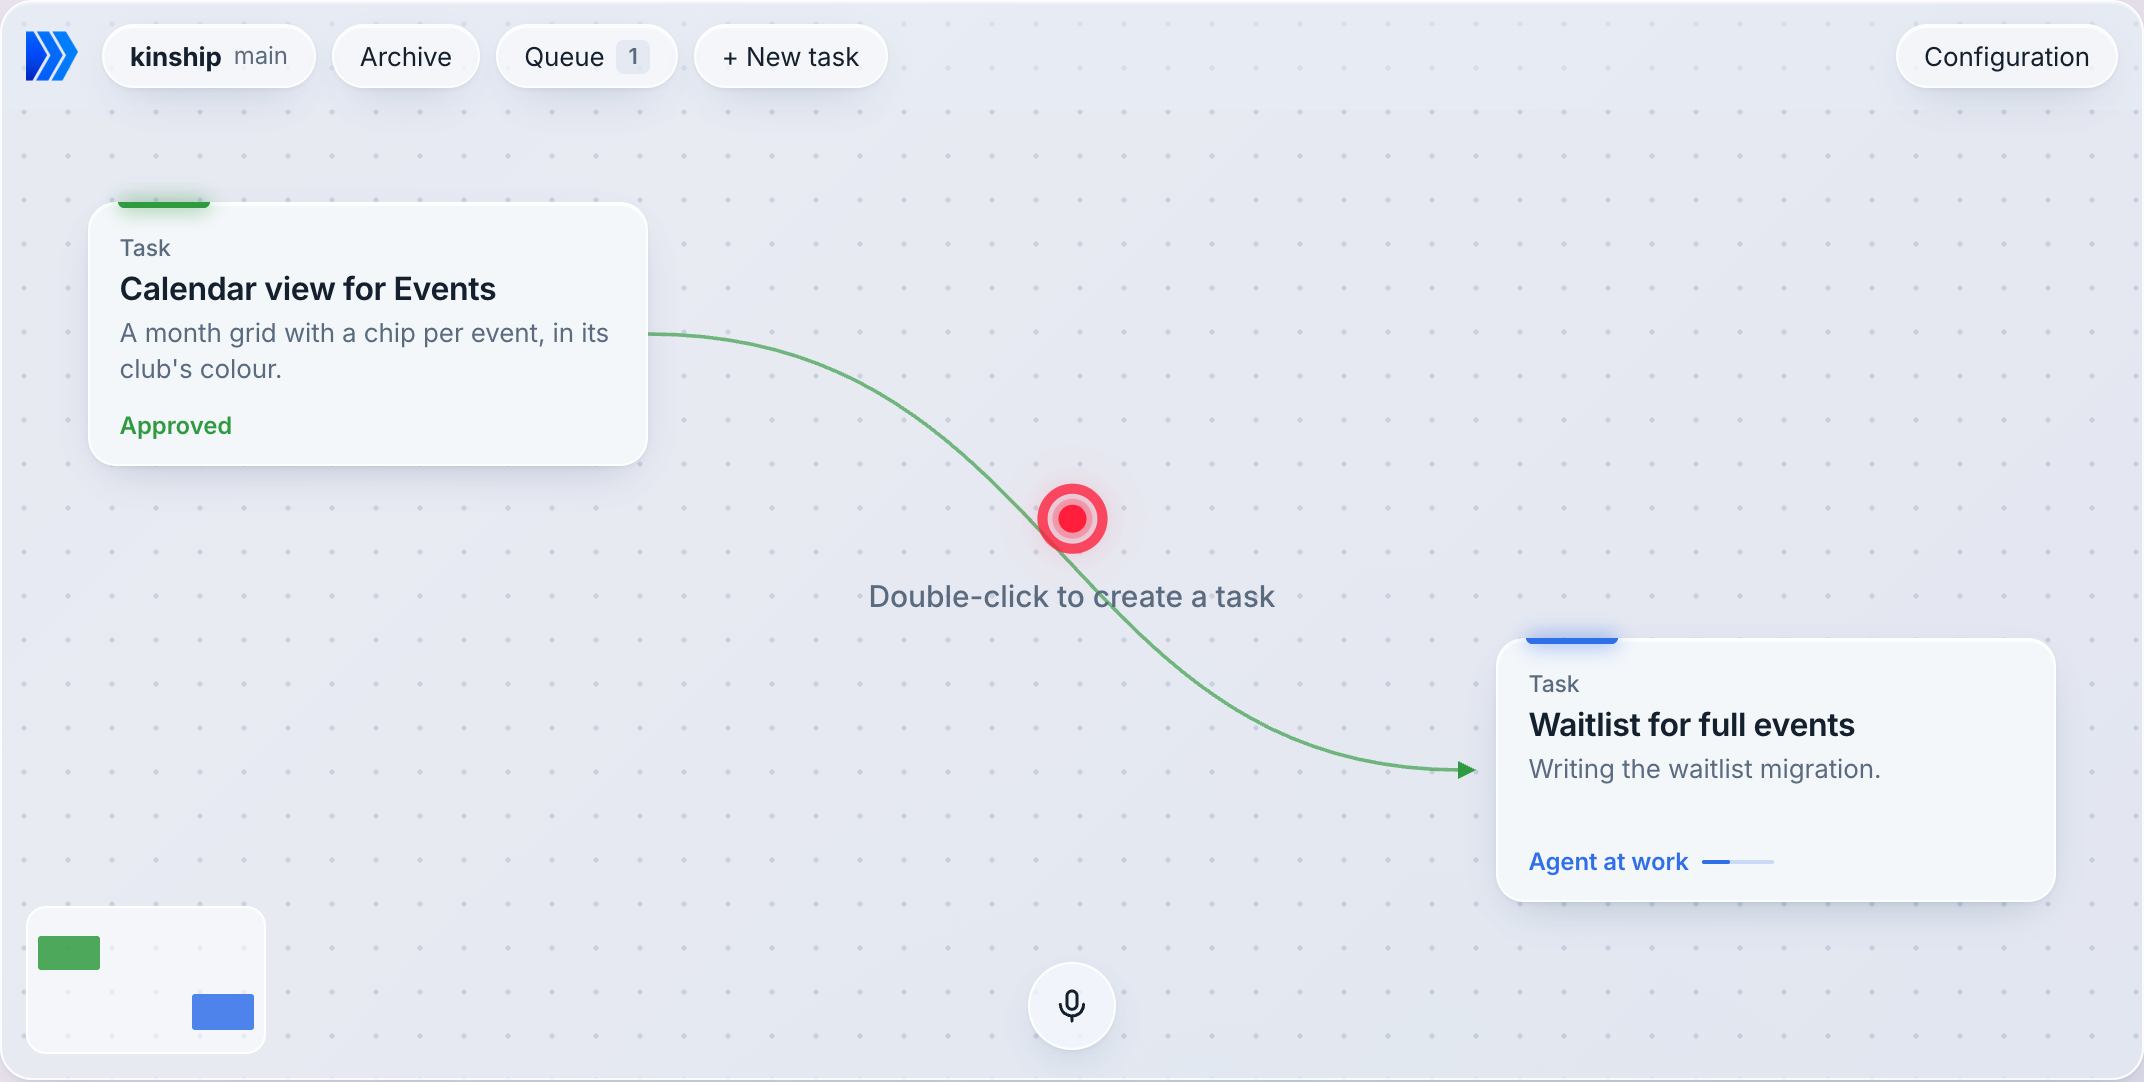 kinship main
Archive
Queue 1
+ New task
Configuration
Task
Calendar view for Events
A month grid with a chip per event, in its
club's colour.
Approved
Double-click to create a task
Task
Waitlist for full events
Writing the waitlist migration.
Agent at work